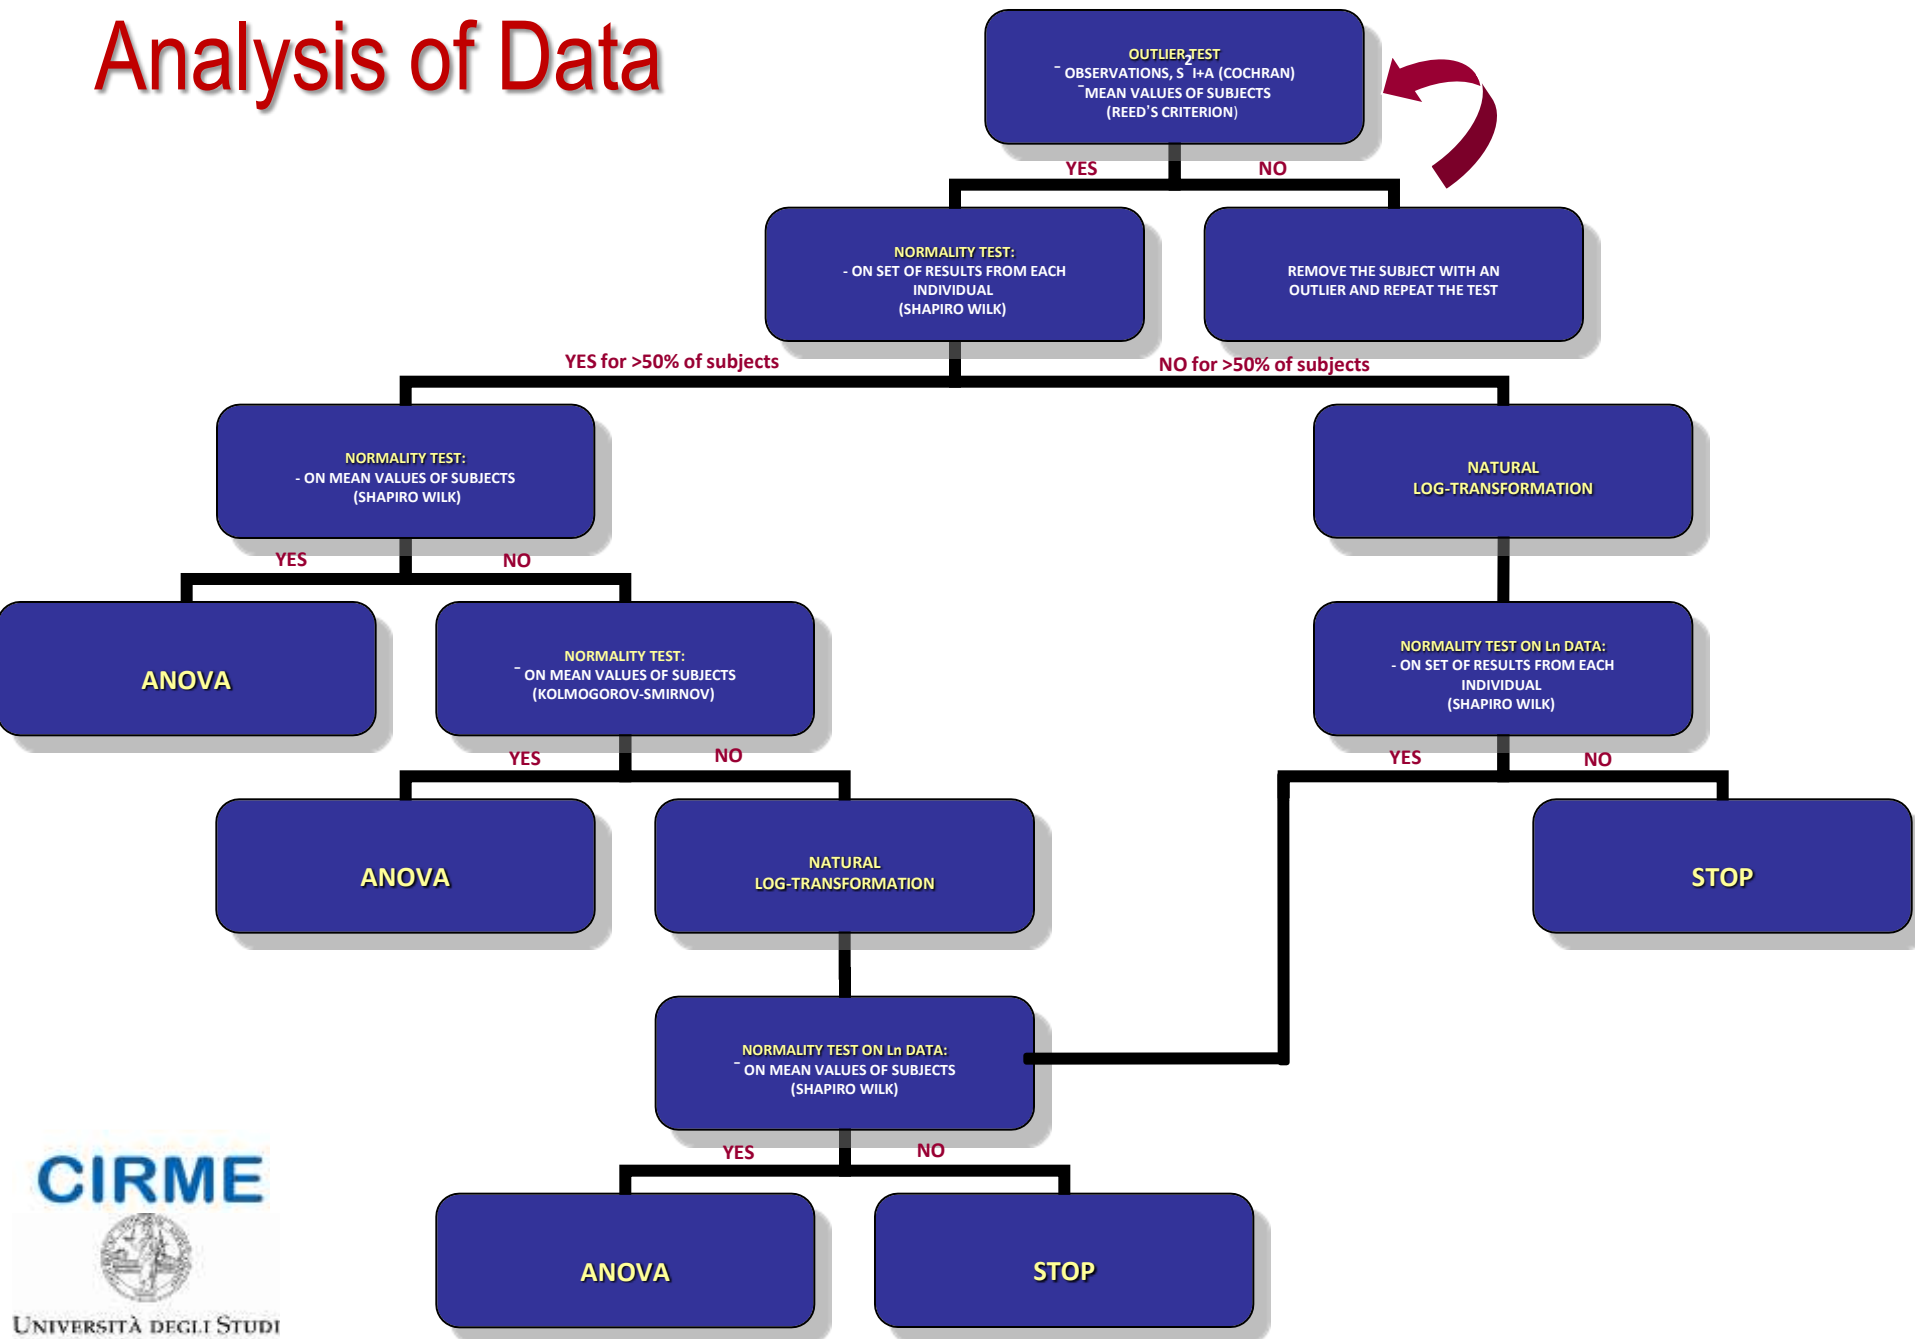 Analysis of Data
OUTLIER TEST
- OBSERVATIONS, S²I+A (COCHRAN)
-MEAN VALUES OF SUBJECTS
(REED'S CRITERION)
YES
NO
NORMALITY TEST:
- ON SET OF RESULTS FROM EACH
INDIVIDUAL
(SHAPIRO WILK)
REMOVE THE SUBJECT WITH AN
OUTLIER AND REPEAT THE TEST
YES for >50% of subjects
NO for >50% of subjects
NORMALITY TEST:
- ON MEAN VALUES OF SUBJECTS
(SHAPIRO WILK)
NATURAL
LOG-TRANSFORMATION
YES
NO
ANOVA
NORMALITY TEST:
- ON MEAN VALUES OF SUBJECTS
(KOLMOGOROV-SMIRNOV)
NORMALITY TEST ON Ln DATA:
- ON SET OF RESULTS FROM EACH
INDIVIDUAL
(SHAPIRO WILK)
YES
NO
YES
NO
ANOVA
NATURAL
LOG-TRANSFORMATION
STOP
NORMALITY TEST ON Ln DATA:
- ON MEAN VALUES OF SUBJECTS
(SHAPIRO WILK)
YES
NO
ANOVA
STOP
CIRME
UNIVERSITÀ DEGLI STUDI